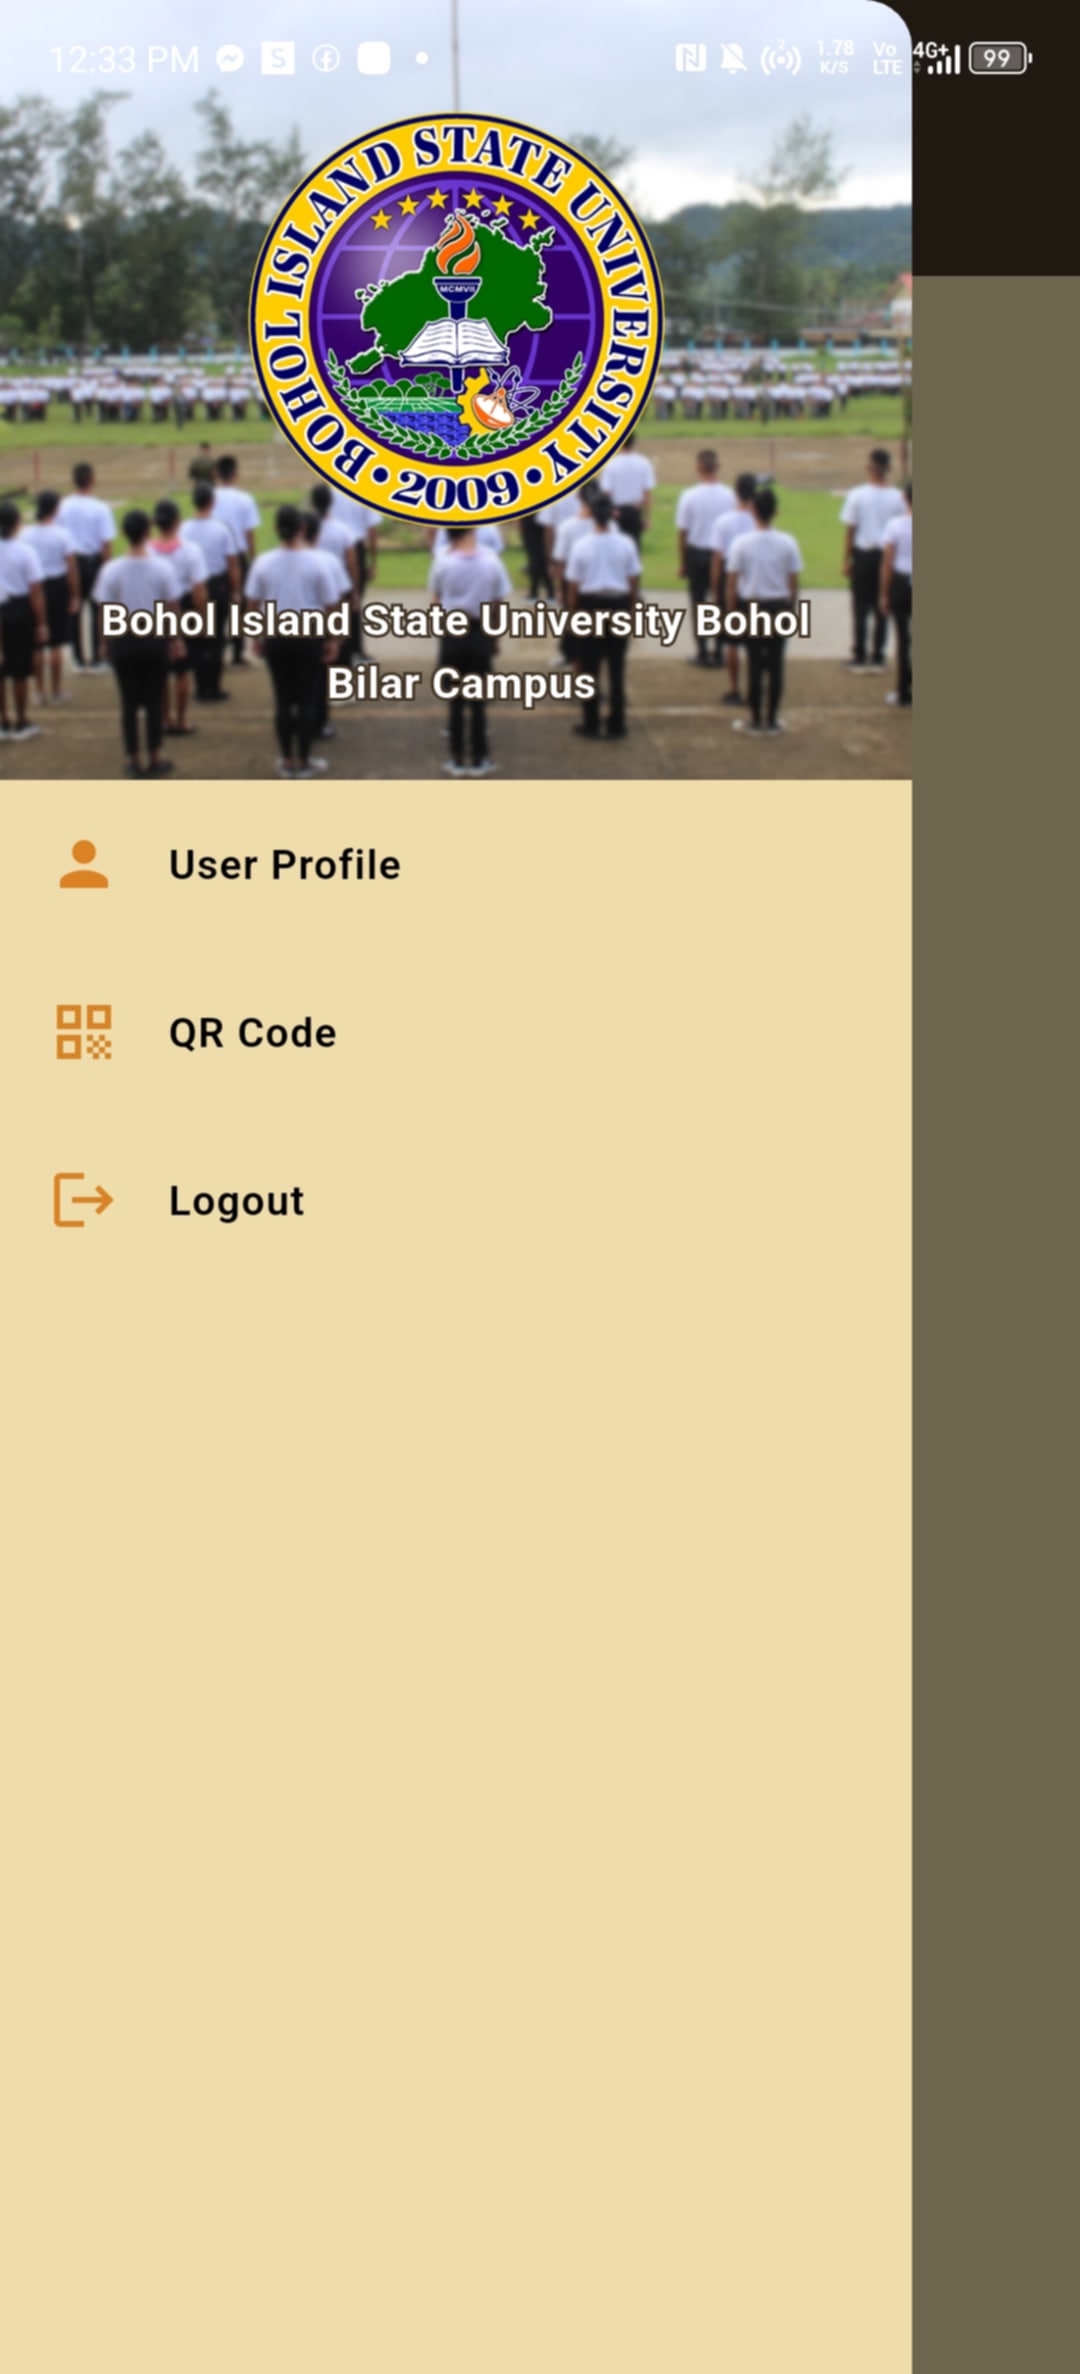 12:33 PM
S
2
1.78
K/S
Vo
LTE
4G+
99
BOHOL ISLAND STATE UNIVERSITY
MCMVII
• 2009 •
Bohol Island State University Bohol
Bilar Campus
User Profile
QR Code
Logout